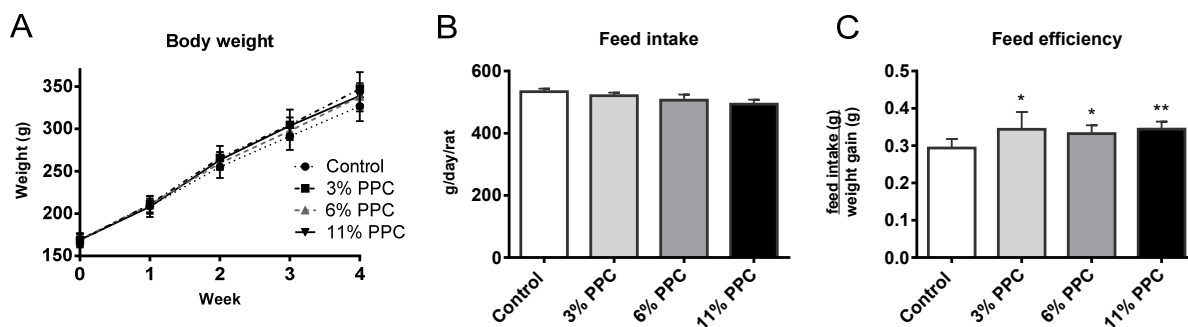 A
Body weight
Weight (g)
350
300
250
200
150
0
1
2
3
4
Week
Control
3% PPC
6% PPC
11% PPC
B
Feed intake
g/day/rat
600
400
200
0
Control
3% PPC
6% PPC
11% PPC
C
Feed efficiency
feed intake (g)
weight gain (g)
0.5
0.4
0.3
0.2
0.1
0.0
*
*
**
Control
3% PPC
6% PPC
11% PPC